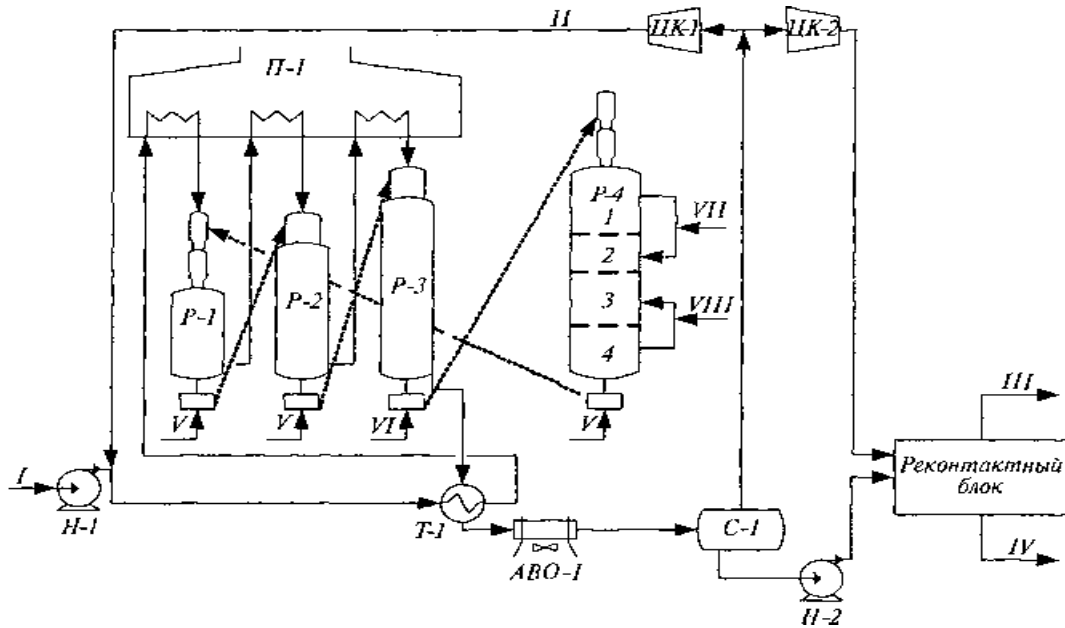 II
ЦК-1
ЦК-2
П-1
Р-4
1
VII
2
Р-3
Р-2
3
VIII
Р-1
4
V
V
VI
V
III
I
Реконтактный
блок
Н-1
Т-1
С-1
IV
АВО-1
Н-2